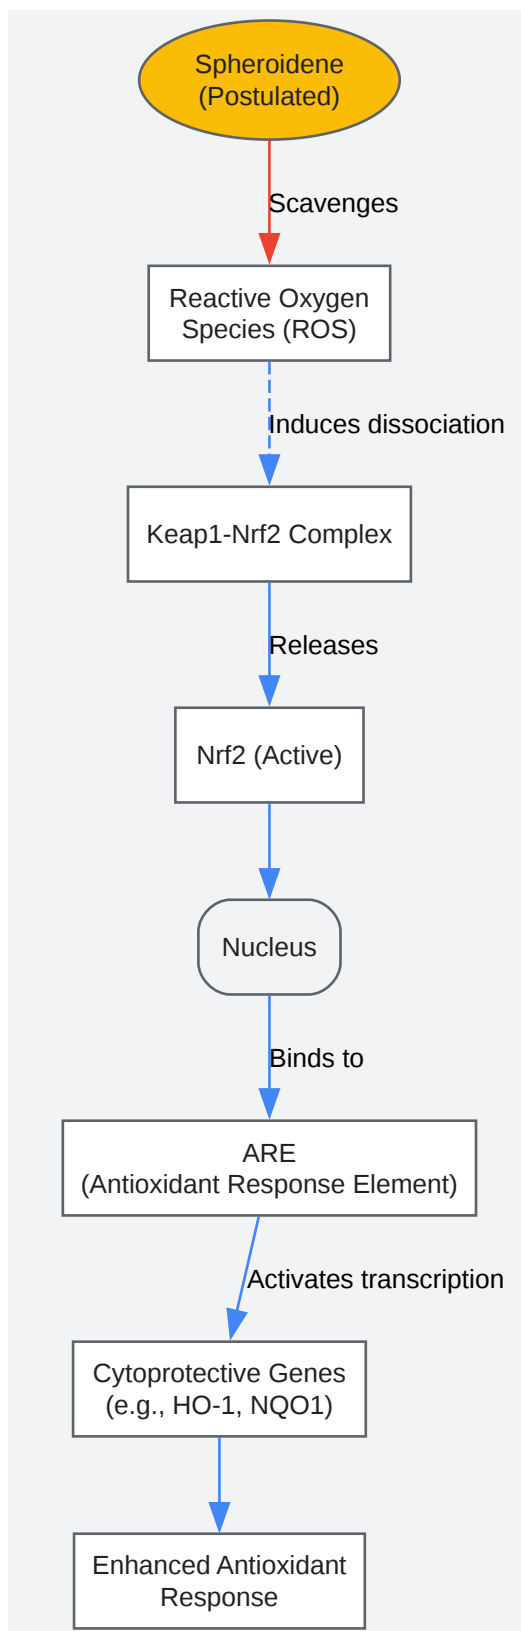 Spheroidene
(Postulated)
Scavenges
Reactive Oxygen
Species (ROS)
Induces dissociation
Keap1-Nrf2 Complex
Releases
Nrf2 (Active)
Nucleus
Binds to
ARE
(Antioxidant Response Element)
Activates transcription
Cytoprotective Genes
(e.g., HO-1, NQO1)
Enhanced Antioxidant
Response